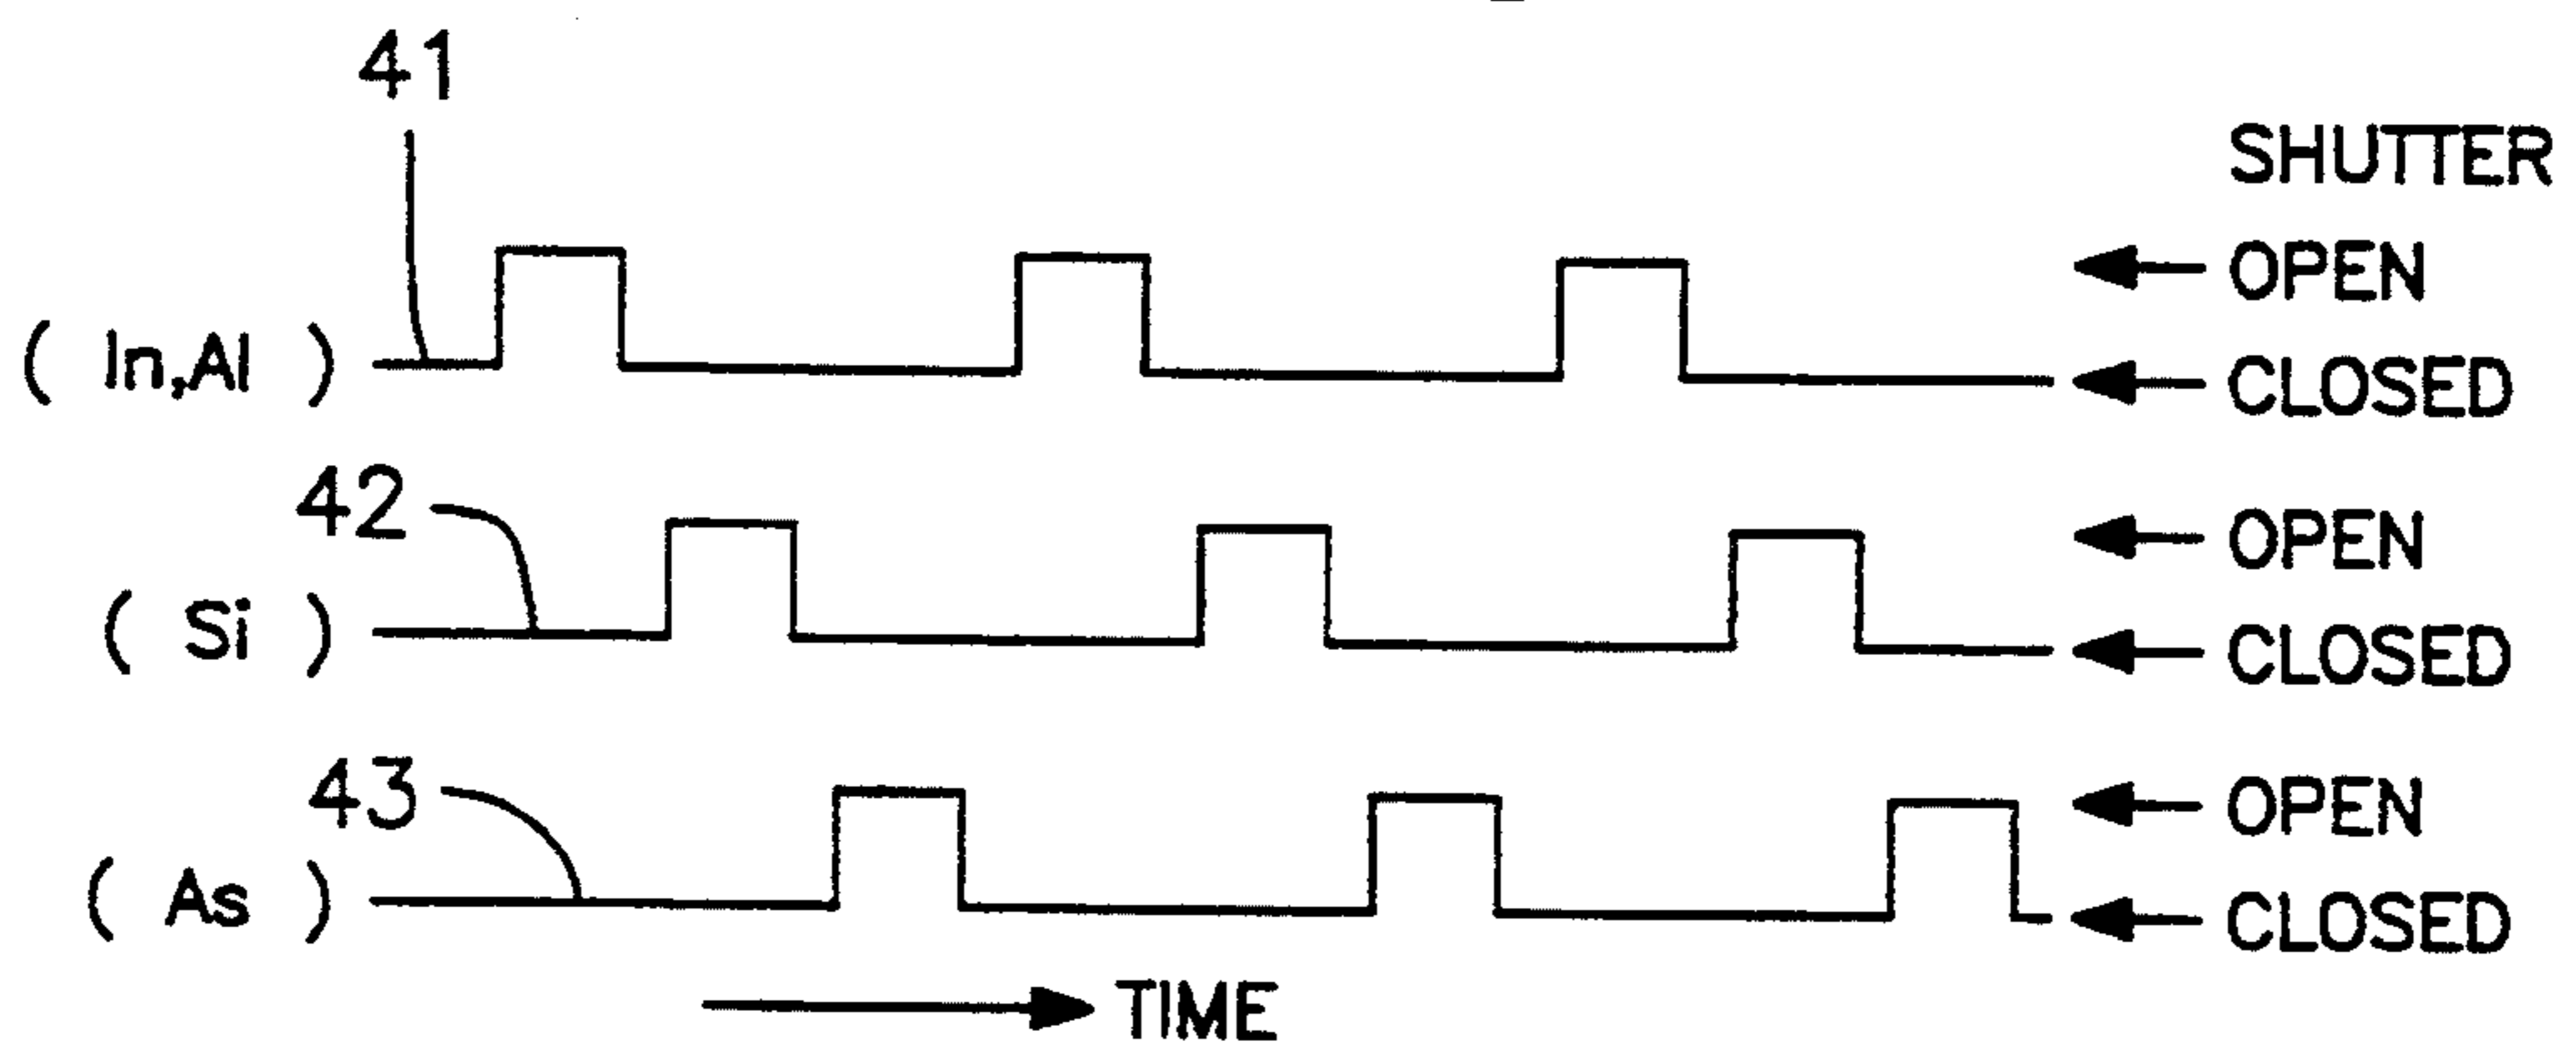 41
SHUTTER
OPEN
( In,Al ) CLOSED
42
OPEN
( Si ) CLOSED
43
OPEN
( As ) CLOSED
TIME